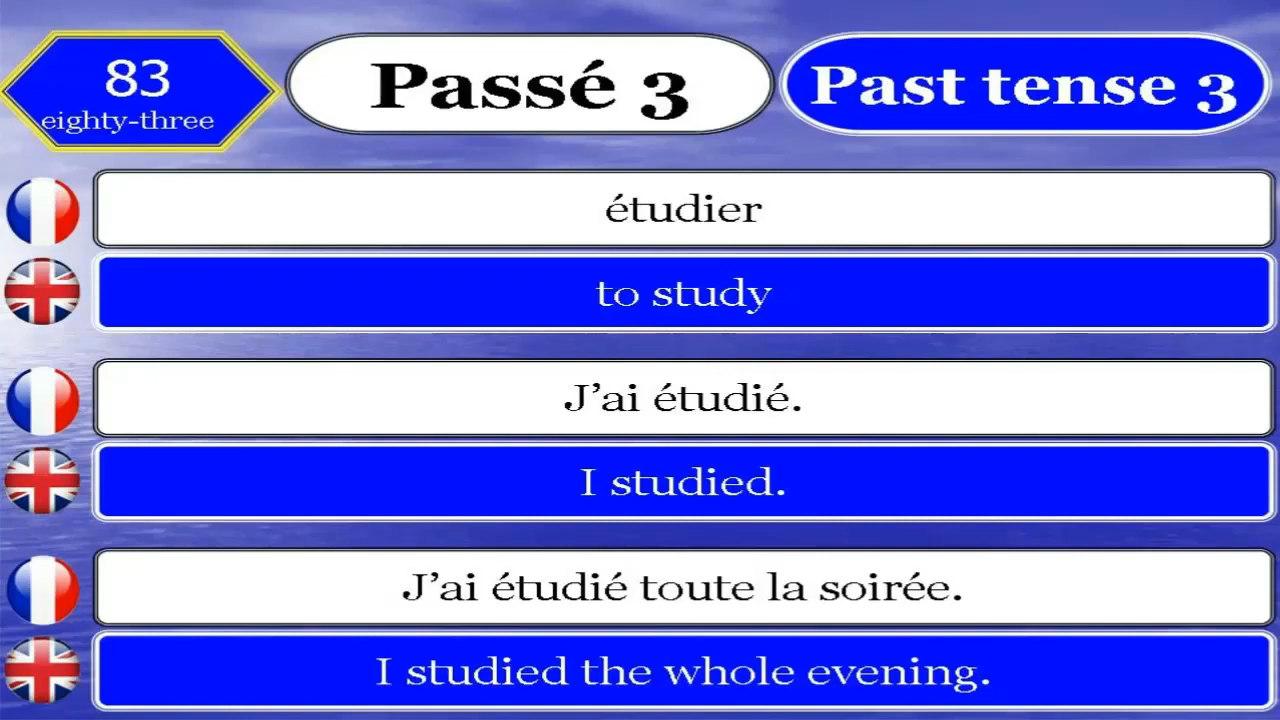 83
eighty-three
Passé 3
Past tense 3
étudier
to study
J’ai étudié.
I studied.
J’ai étudié toute la soirée.
I studied the whole evening.